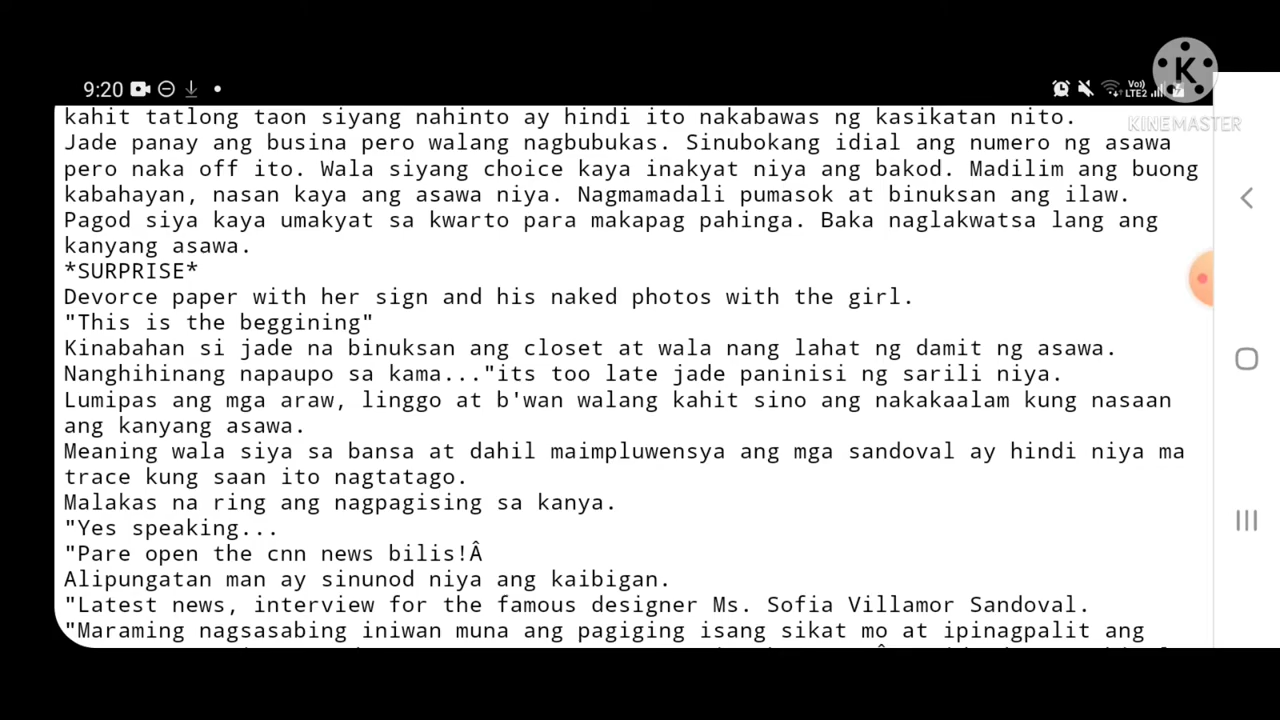 9:20
Vo))
LTE2
K
KINEMASTER
kahit tatlong taon siyang nahinto ay hindi ito nakabawas ng kasikatan nito.
Jade panay ang busina pero walang nagbubukas. Sinubokang idial ang numero ng asawa
pero naka off ito. Wala siyang choice kaya inakyat niya ang bakod. Madilim ang buong
kabahayan, nasan kaya ang asawa niya. Nagmamadali pumasok at binuksan ang ilaw.
Pagod siya kaya umakyat sa kwarto para makapag pahinga. Baka naglakwatsa lang ang
kanyang asawa.
*SURPRISE*
Devorce paper with her sign and his naked photos with the girl.
"This is the beggining"
Kinabahan si jade na binuksan ang closet at wala nang lahat ng damit ng asawa.
Nanghihinang napaupo sa kama..."its too late jade paninisi ng sarili niya.
Lumipas ang mga araw, linggo at b'wan walang kahit sino ang nakakaalam kung nasaan
ang kanyang asawa.
Meaning wala siya sa bansa at dahil maimpluwensya ang mga sandoval ay hindi niya ma
trace kung saan ito nagtatago.
Malakas na ring ang nagpagising sa kanya.
"Yes speaking...
"Pare open the cnn news bilis!Â
Alipungatan man ay sinunod niya ang kaibigan.
"Latest news, interview for the famous designer Ms. Sofia Villamor Sandoval.
"Maraming nagsasabing iniwan muna ang pagiging isang sikat mo at ipinagpalit ang